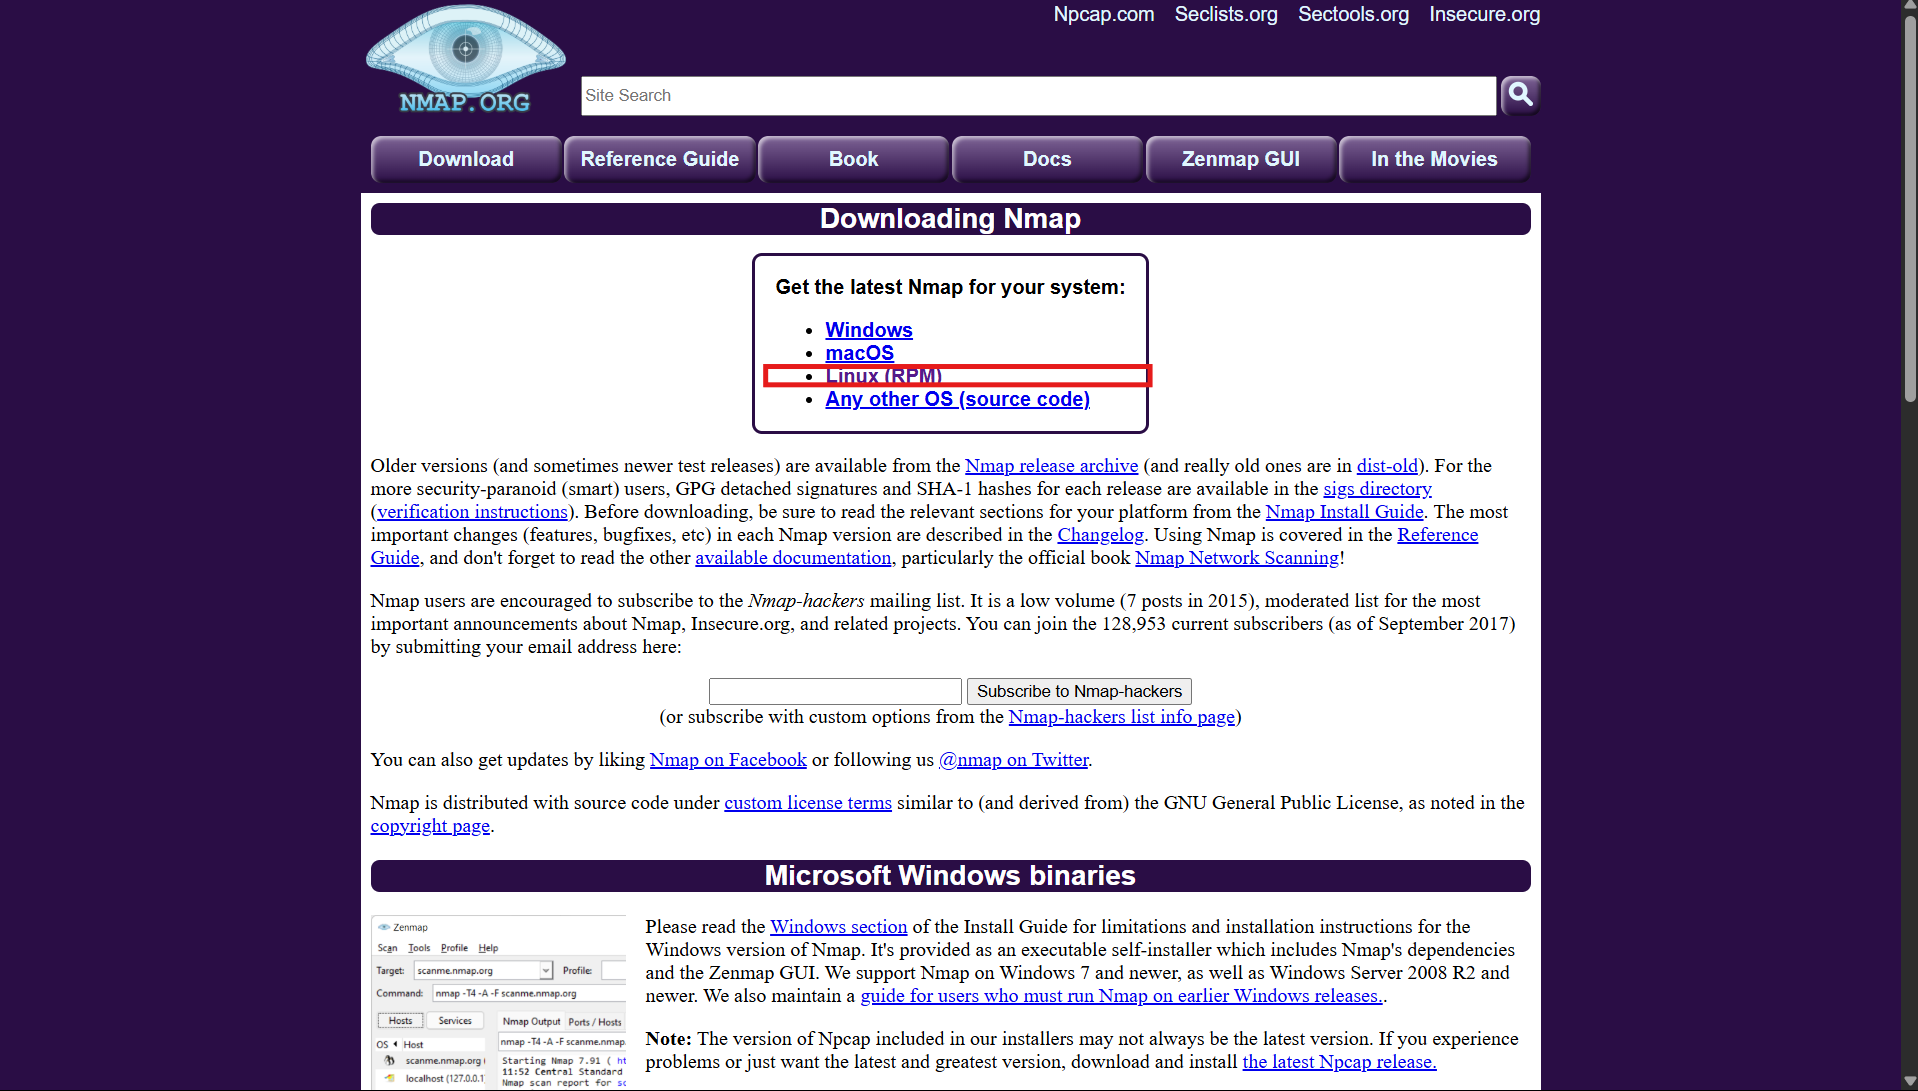 Npcap.com Seclists.org Sectools.org Insecure.org
NMAP.ORG
Site Search
Download Reference Guide Book Docs Zenmap GUI In the Movies
Downloading Nmap
Get the latest Nmap for your system:
• Windows
• macOS
• Linux (RPM)
• Any other OS (source code)
Older versions (and sometimes newer test releases) are available from the Nmap release archive (and really old ones are in dist-old). For the
more security-paranoid (smart) users, GPG detached signatures and SHA-1 hashes for each release are available in the sigs directory
(verification instructions). Before downloading, be sure to read the relevant sections for your platform from the Nmap Install Guide. The most
important changes (features, bugfixes, etc) in each Nmap version are described in the Changelog. Using Nmap is covered in the Reference
Guide, and don't forget to read the other available documentation, particularly the official book Nmap Network Scanning!
Nmap users are encouraged to subscribe to the Nmap-hackers mailing list. It is a low volume (7 posts in 2015), moderated list for the most
important announcements about Nmap, Insecure.org, and related projects. You can join the 128,953 current subscribers (as of September 2017)
by submitting your email address here:
Subscribe to Nmap-hackers
(or subscribe with custom options from the Nmap-hackers list info page)
You can also get updates by liking Nmap on Facebook or following us @nmap on Twitter.
Nmap is distributed with source code under custom license terms similar to (and derived from) the GNU General Public License, as noted in the
copyright page.
Microsoft Windows binaries
Zenmap
Scan Tools Profile Help
Target: scanme.nmap.org Profile:
Command: nmap -T4 -A -F scanme.nmap.org
Hosts Services Nmap Output Ports / Hosts
OS Host nmap -T4 -A -F scanme.nmap.
scanme.nmap.org ( Starting Nmap 7.91 ( ht
11:52 Central Standard
localhost (127.0.0.1 Nmap scan report for sc
Please read the Windows section of the Install Guide for limitations and installation instructions for the
Windows version of Nmap. It's provided as an executable self-installer which includes Nmap's dependencies
and the Zenmap GUI. We support Nmap on Windows 7 and newer, as well as Windows Server 2008 R2 and
newer. We also maintain a guide for users who must run Nmap on earlier Windows releases..
Note: The version of Npcap included in our installers may not always be the latest version. If you experience
problems or just want the latest and greatest version, download and install the latest Npcap release.